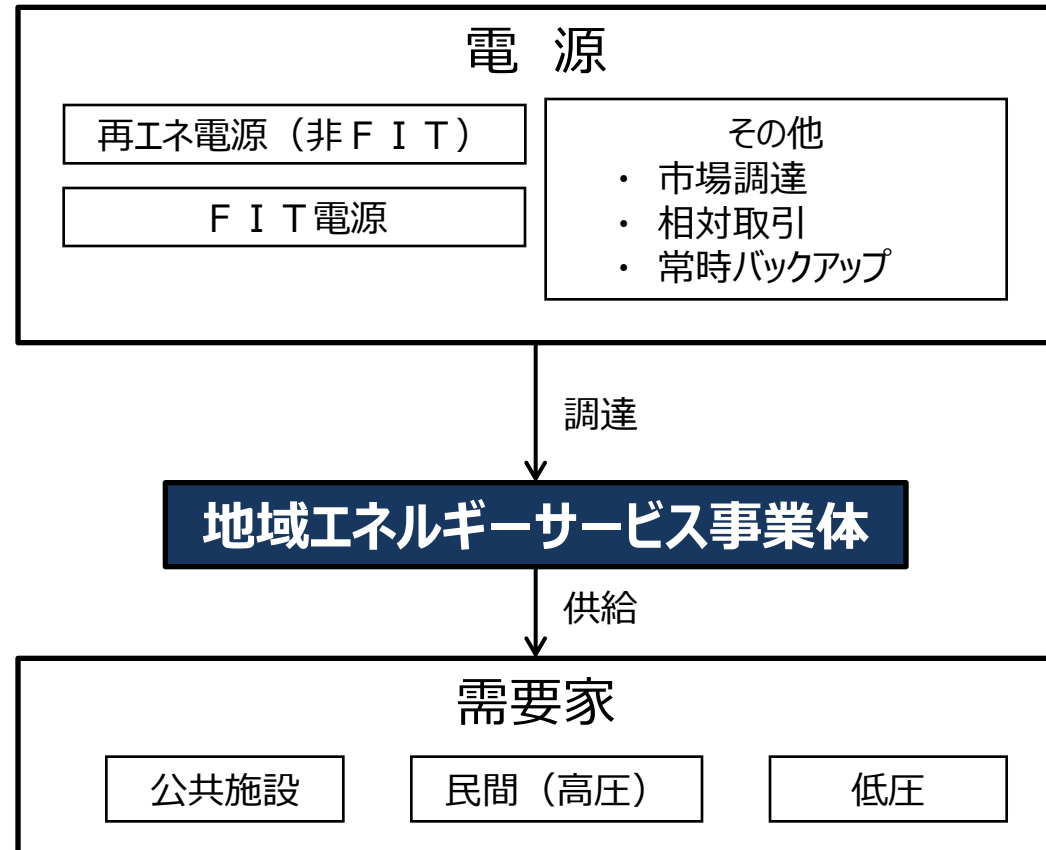 電 源
再エネ電源（非ＦＩＴ）
ＦＩＴ電源
その他
・ 市場調達
・ 相対取引
・ 常時バックアップ
調達
地域エネルギーサービス事業体
供給
需要家
公共施設
民間（高圧）
低圧